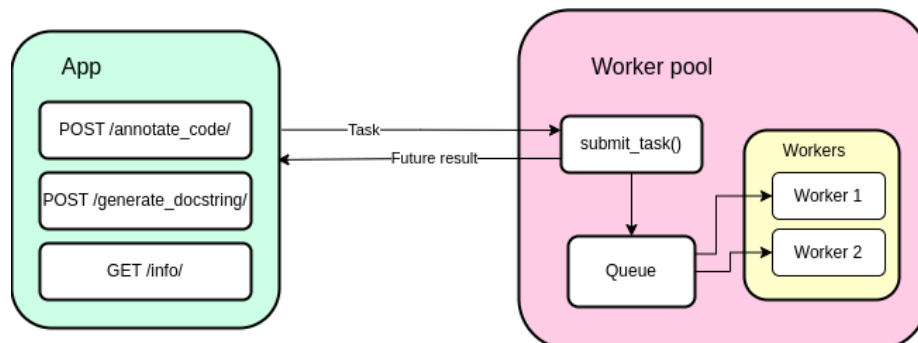 App
POST /annotate_code/
POST /generate_docstring/
GET /info/
Task
Future result
Worker pool
submit_task()
Queue
Workers
Worker 1
Worker 2